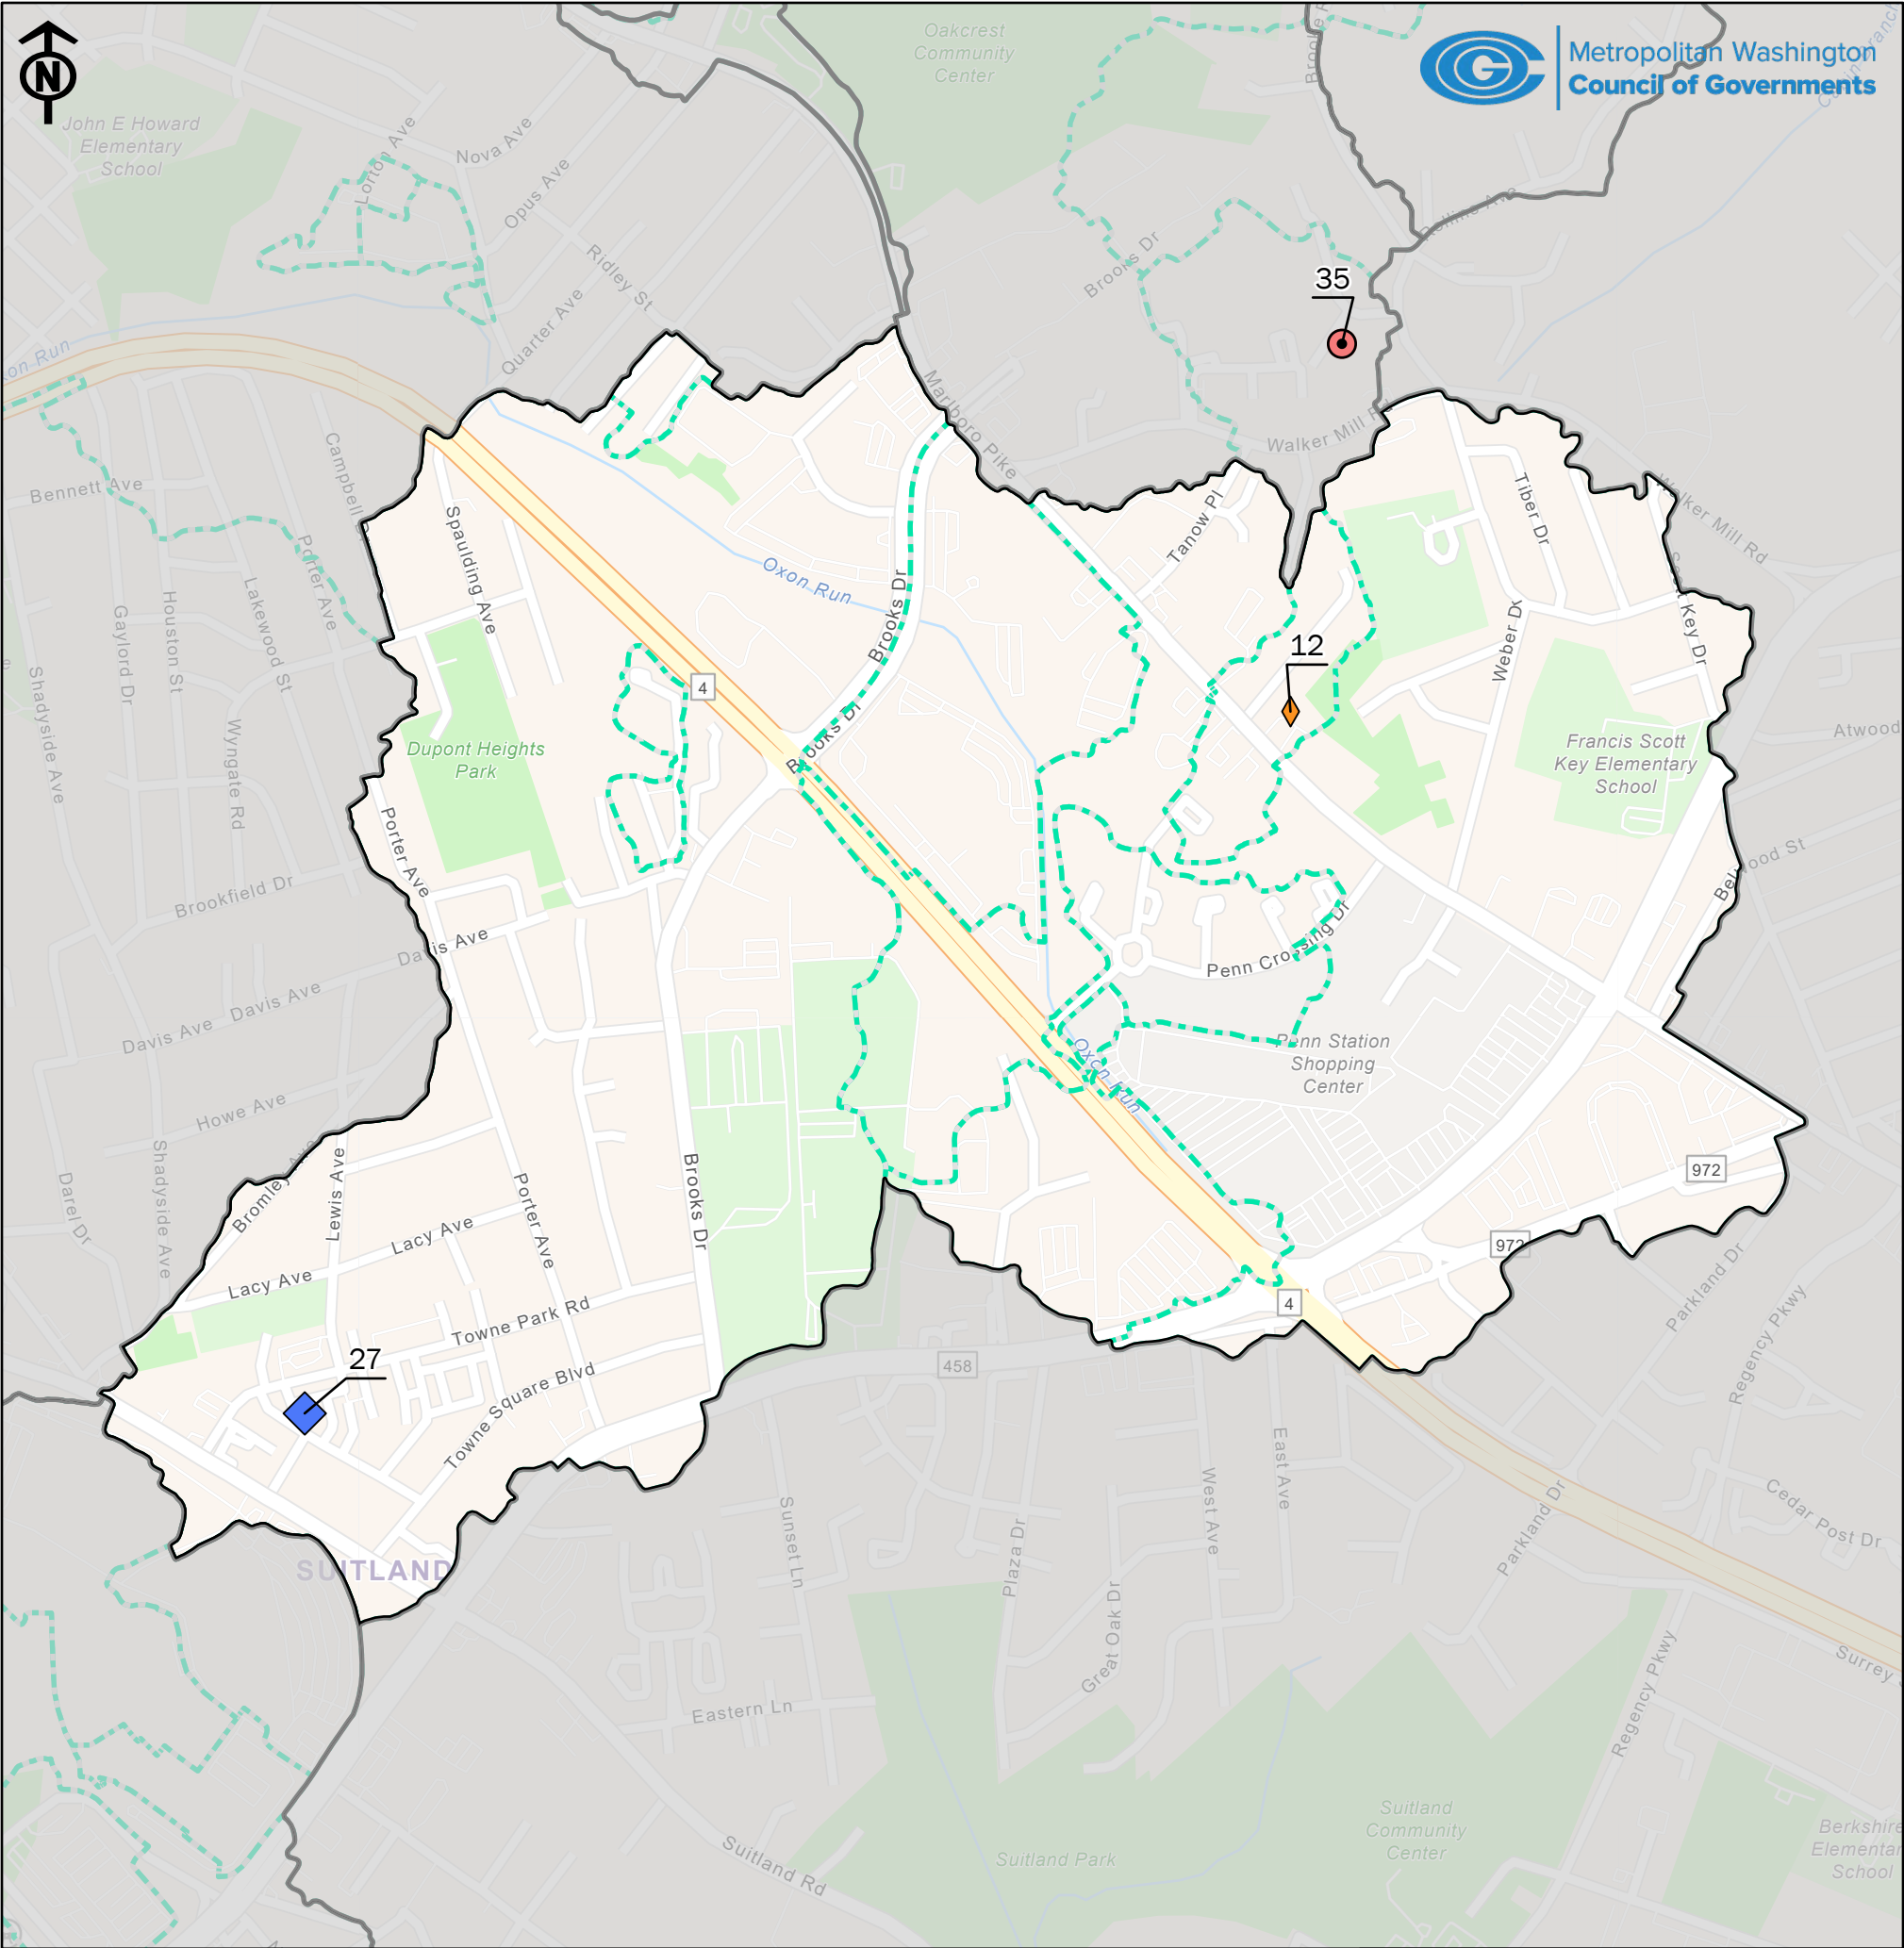 N
Oakcrest
Community
Center
Metropolitan Washington
Council of Governments
John E Howard
Elementary
School
Lorton Ave
Nova Ave
Opus Ave
Ridley St
Quarter Ave
Brooks Dr
Rollins Ave
35
Marlboro Pike
Walker Mill Rd
Walker Mill Rd
Bennett Ave
Campbell
Spaulding Ave
Porter Ave
Lakewood St
Houston St
Gaylord Dr
Shadyside Ave
Wyngate Rd
Oxon Run
Brooks Dr
Brooks Dr
Tanow Pl
Tiber Dr
Weber Dr
Key Dr
12
4
Dupont Heights
Park
Francis Scott
Key Elementary
School
Atwood
Porter Ave
Brookfield Dr
Davis Ave
Davis Ave
Davis Ave
Penn Crossing Dr
Penn Station
Shopping
Center
Oxon Run
Howe Ave
Shadyside Ave
Darel Dr
Lewis Ave
Lacy Ave
Lacy Ave
Porter Ave
Brooks Dr
972
972
4
Parkland Dr
Regency Pkwy
Towne Park Rd
Towne Square Blvd
27
458
SUITLAND
Sunset Ln
Plaza Dr
West Ave
East Ave
Parkland Dr
Cedar Post Dr
Great Oak Dr
Eastern Ln
Regency Pkwy
Surrey
Suitland Rd
Suitland Park
Suitland
Community
Center
Berkshire
Elementar
School